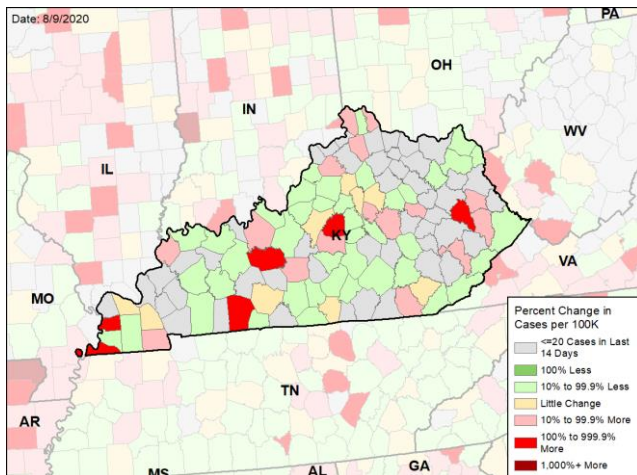 Date: 8/9/2020
PA
OH
IN
WV
IL
KY
VA
MO
TN
AR
MS
AL
GA
Percent Change in
Cases per 100K
<=20 Cases in Last
14 Days
100% Less
10% to 99.9% Less
Little Change
10% to 99.9% More
100% to 999.9%
More
1,000%+ More